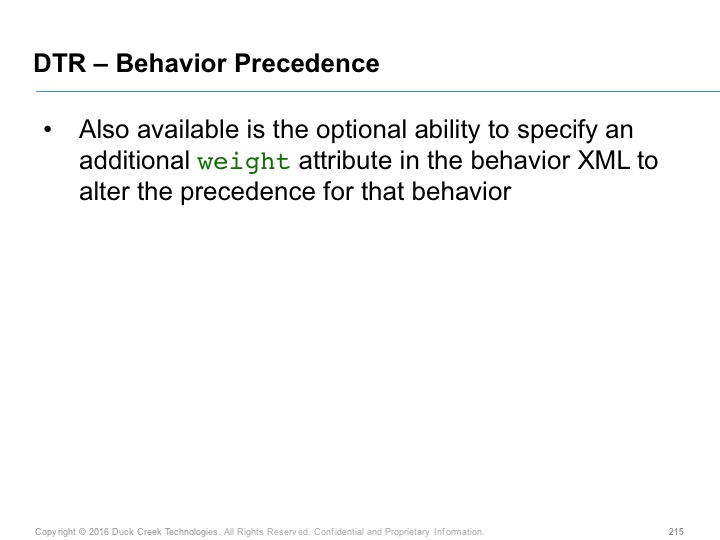 DTR – Behavior Precedence
• Also available is the optional ability to specify an
additional weight attribute in the behavior XML to
alter the precedence for that behavior
Copyright © 2016 Duck Creek Technologies. All Rights Reserved. Confidential and Proprietary Information. 215